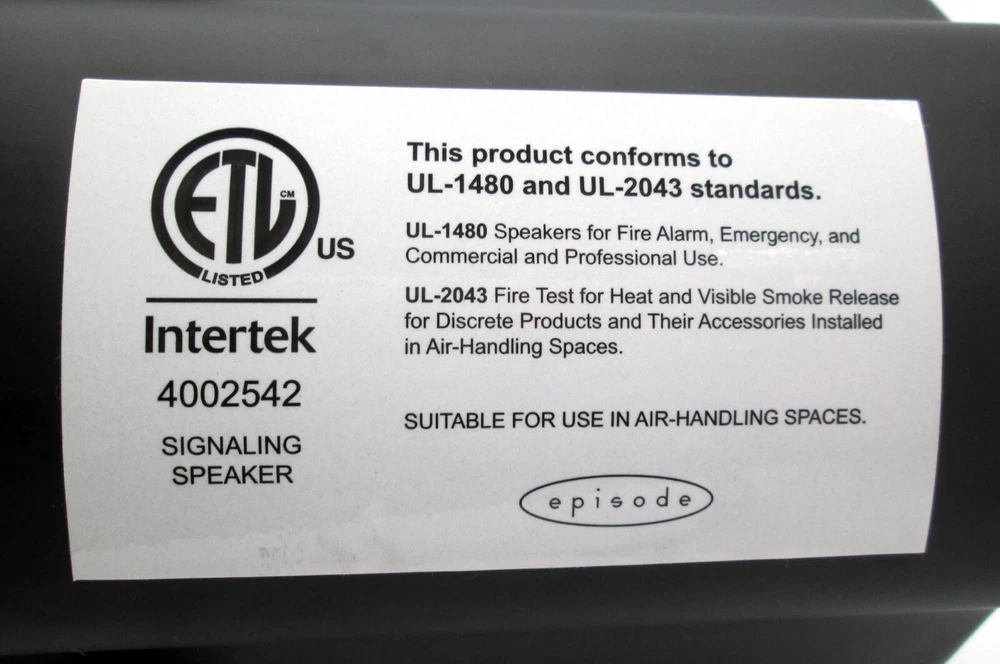 ETL CM
LISTED
US
Intertek
4002542
SIGNALING
SPEAKER
This product conforms to
UL-1480 and UL-2043 standards.
UL-1480 Speakers for Fire Alarm, Emergency, and
Commercial and Professional Use.
UL-2043 Fire Test for Heat and Visible Smoke Release
for Discrete Products and Their Accessories Installed
in Air-Handling Spaces.
SUITABLE FOR USE IN AIR-HANDLING SPACES.
episode